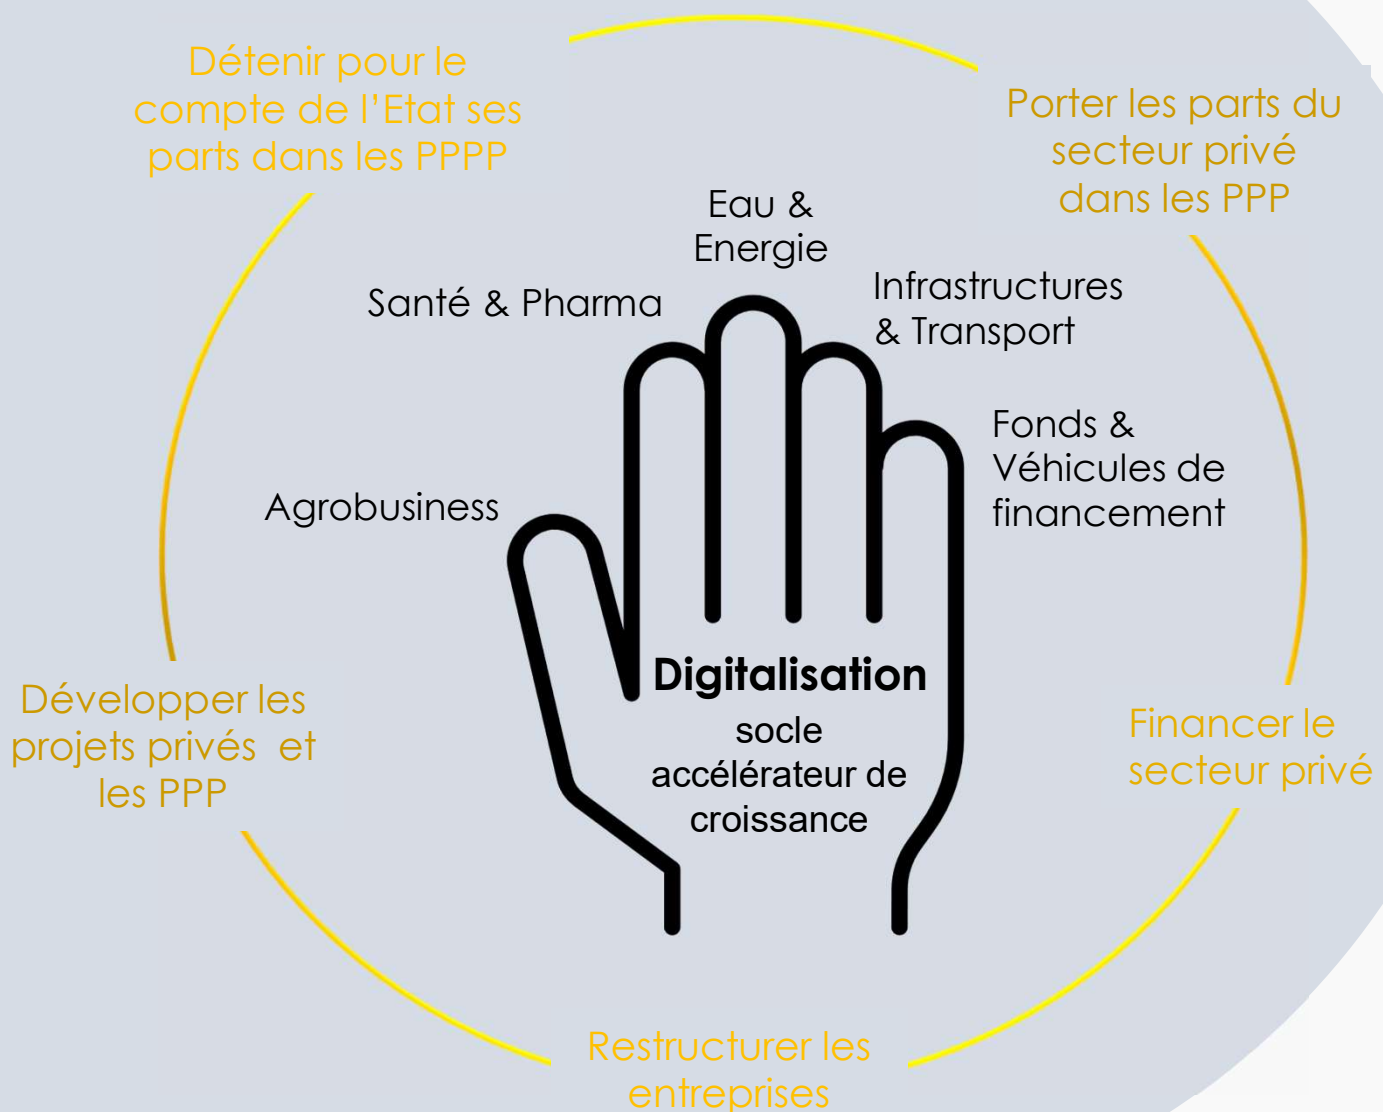 Détenir pour le
compte de l'Etat ses
parts dans les PPPP
Porter les parts du
secteur privé
dans les PPP
Eau &
Energie
Santé & Pharma
Infrastructures
& Transport
Fonds &
Véhicules de
financement
Agrobusiness
Digitalisation
socle
accélérateur de
croissance
Développer les
projets privés et
les PPP
Financer le
secteur privé
Restructurer les
entreprises